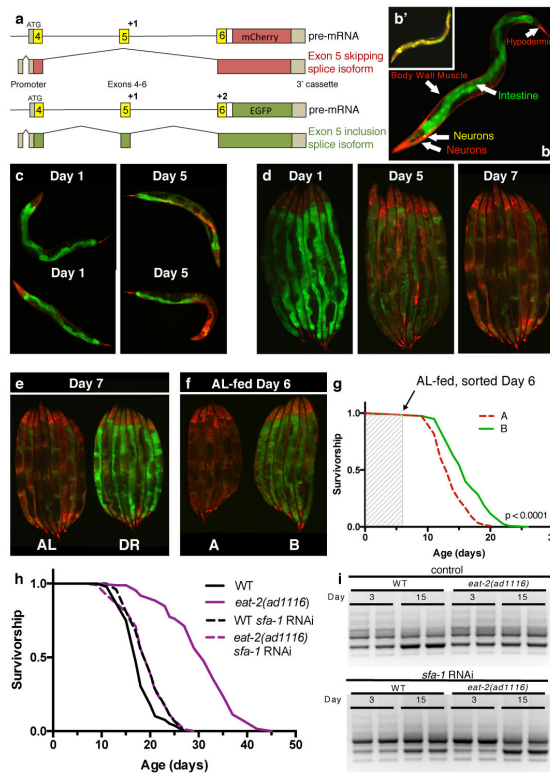 a
ATG
4
+1
5
6
mCherry
pre-mRNA
Exon 5 skipping
splice isoform
Promoter
Exons 4-6
3' cassette
ATG
4
+1
5
+2
6
EGFP
pre-mRNA
Exon 5 inclusion
splice isoform
b'
Hypodermis
Body Wall Muscle
Intestine
Neurons
Neurons
b
c
Day 1
Day 5
Day 1
Day 5
d
Day 1
Day 5
Day 7
e
Day 7
AL
DR
f
AL-fed Day 6
A
B
g
AL-fed, sorted Day 6
A
B
Survivorship
1.0
0.5
0.0
p < 0.0001
0
10
20
Age (days)
h
Survivorship
1.0
0.5
0.0
WT
eat-2(ad1116)
WT sfa-1 RNAi
eat-2(ad1116)
sfa-1 RNAi
0
10
20
30
40
50
Age (days)
i
control
WT
eat-2(ad1116)
Day
3
15
3
15
sfa-1 RNAi
WT
eat-2(ad1116)
Day
3
15
3
15